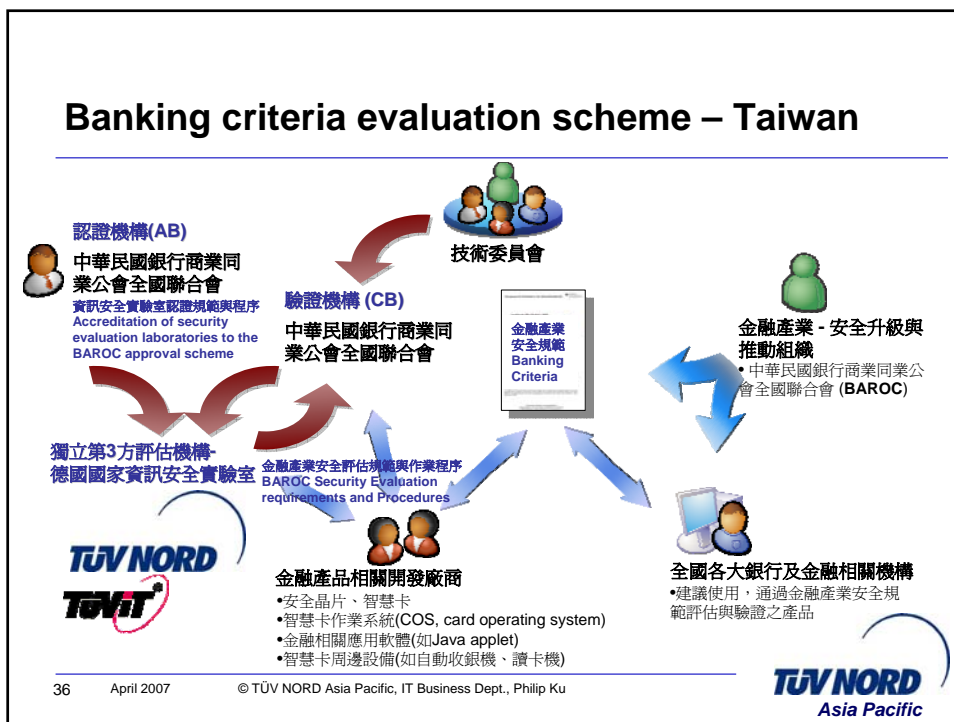 Banking criteria evaluation scheme – Taiwan
認證機構(AB)
中華民國銀行商業同
業公會全國聯合會
資訊安全實驗室認證規範與程序
Accreditation of security
evaluation laboratories to the
BAROC approval scheme
技術委員會
驗證機構 (CB)
中華民國銀行商業同
業公會全國聯合會
金融產業
安全規範
Banking
Criteria
金融產業 - 安全升級與
推動組織
• 中華民國銀行商業同業公
會全國聯合會 (BAROC)
獨立第3方評估機構-
德國國家資訊安全實驗室
金融產業安全評估規範與作業程序
BAROC Security Evaluation
requirements and Procedures
TÜV NORD
TÜViT
金融產品相關開發廠商
•安全晶片、智慧卡
•智慧卡作業系統(COS, card operating system)
•金融相關應用軟體(如Java applet)
•智慧卡周邊設備(如自動收銀機、讀卡機)
全國各大銀行及金融相關機構
•建議使用，通過金融產業安全規
範評估與驗證之產品
36 April 2007 © TÜV NORD Asia Pacific, IT Business Dept., Philip Ku
TÜV NORD
Asia Pacific